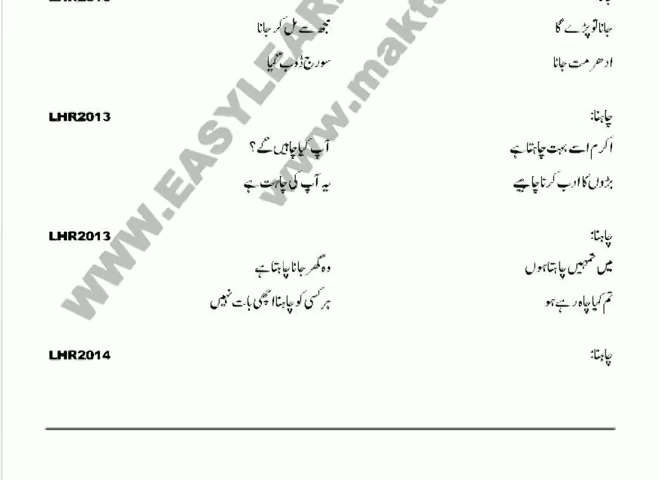 جانا تو پڑے گا    مجھ سے مل کر جانا
ادھر مت جانا    سورج ڈوب گیا
چاہنا:    LHR2013
اکرم اسے بہت چاہتا ہے    آپ کیا چاہیں گے؟
بڑوں کا ادب کرنا چاہیے    یہ آپ کی چاہت ہے
چاہنا:    LHR2013
میں تمہیں چاہتا ہوں    وہ گھر جانا چاہتا ہے
تم کیا چاہ رہے ہو    ہر کسی کو چاہنا اچھی بات نہیں
چاہنا:    LHR2014
WWW.EASYLEAR
www.makta